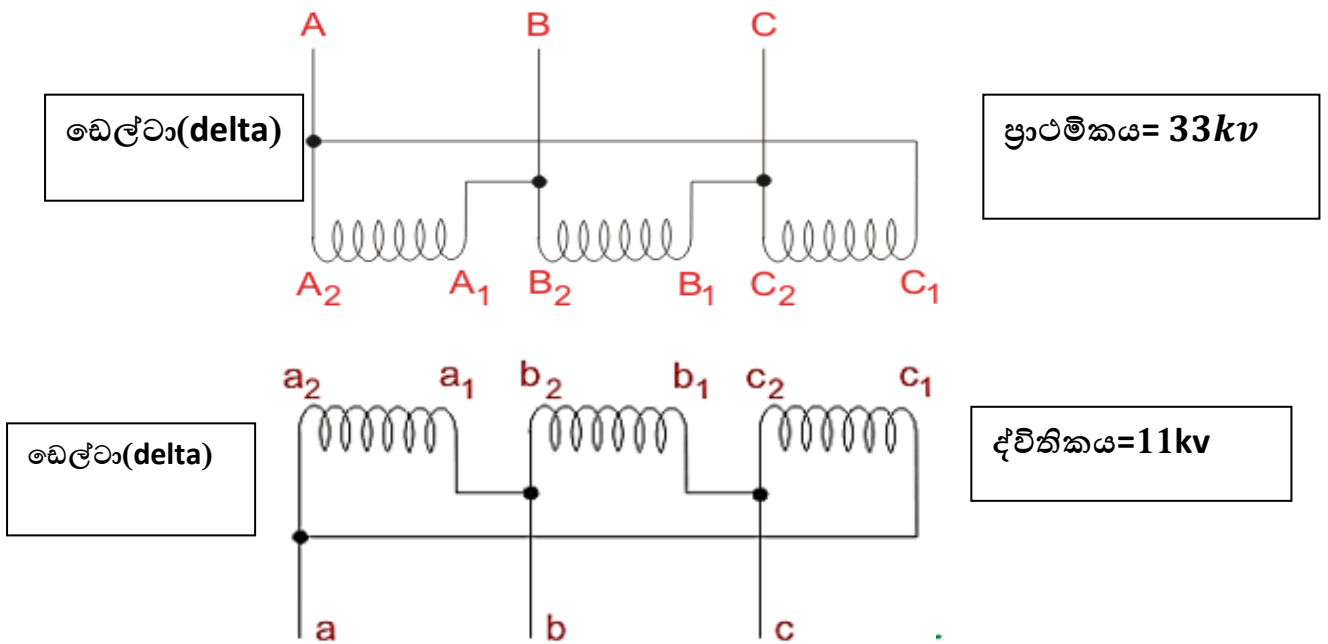 A B C
ඩෙල්ටා(delta)
ප්‍රාථමිකය= 33kv
A2 A1 B2 B1 C2 C1
a2 a1 b2 b1 c2 c1
ඩෙල්ටා(delta)
ද්විතිකය=11kv
a b c